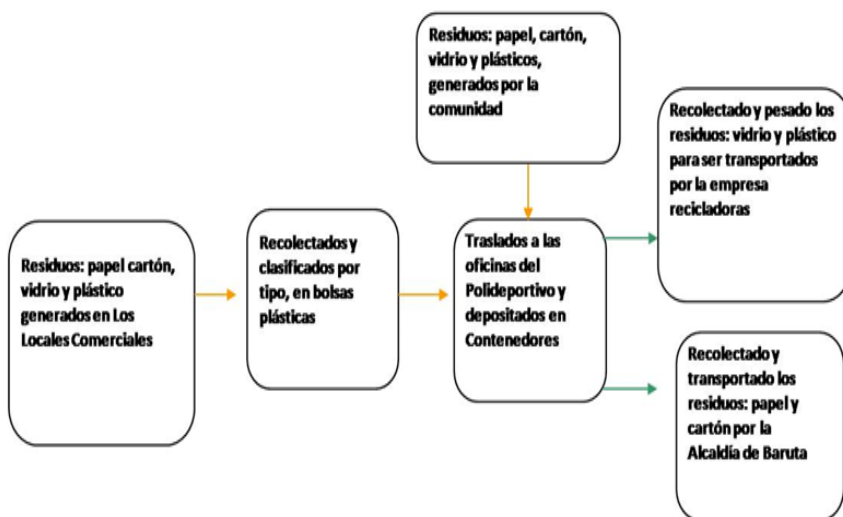 Residuos: papel cartón,
vidrio y plástico
generados en Los
Locales Comerciales
Recolectados y
clasificados por
tipo, en bolsas
plásticas
Residuos: papel, cartón,
vidrio y plásticos,
generados por la
comunidad
Traslados a las
oficinas del
Polideportivo y
depositados en
Contenedores
Recolectado y pesado los
residuos: vidrio y plástico
para ser transportados
por la empresa
recicladoras
Recolectado y
transportado los
residuos: papel y
cartón por la
Alcaldía de Baruta